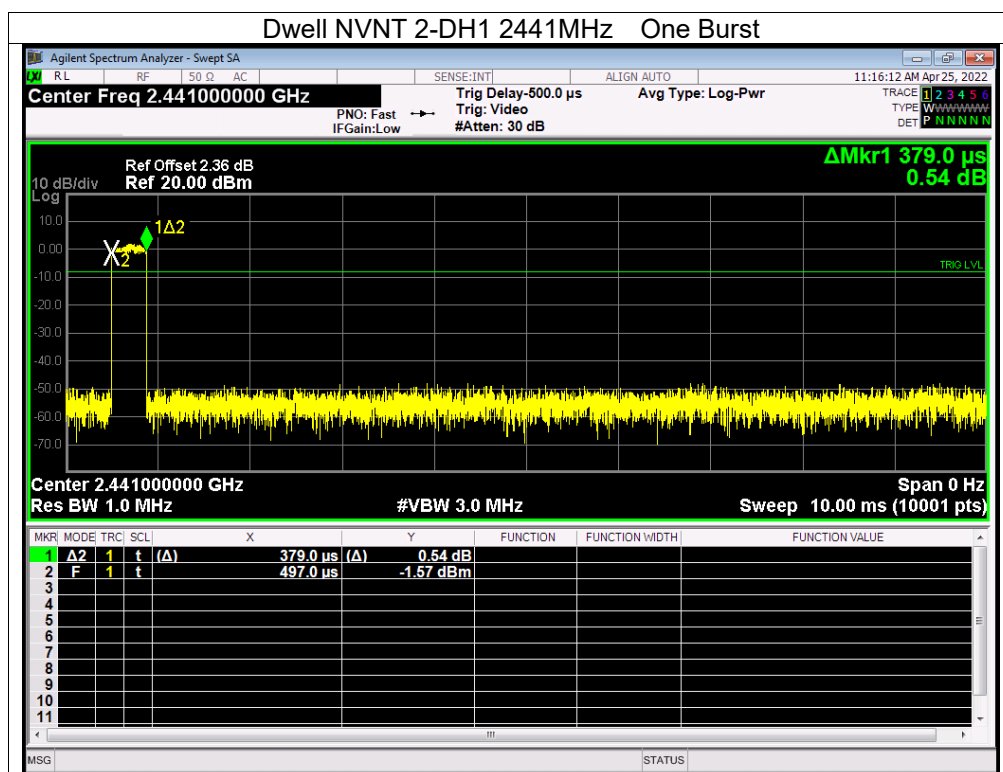 Dwell NVNT 2-DH1 2441MHz One Burst
Agilent Spectrum Analyzer - Swept SA
LXI RL RF 50 Ω AC SENSE:INT ALIGN AUTO 11:16:12 AM Apr 25, 2022
Center Freq 2.441000000 GHz
PNO: Fast
IFGain:Low
Trig Delay-500.0 µs
Trig: Video
#Atten: 30 dB
Avg Type: Log-Pwr
TRACE 1 2 3 4 5 6
TYPE WWWWWW
DET P N N N N N
ΔMkr1 379.0 µs
0.54 dB
Ref Offset 2.36 dB
10 dB/div Ref 20.00 dBm
Log
10.0
0.00
-10.0
-20.0
-30.0
-40.0
-50.0
-60.0
-70.0
1Δ2
2
TRIG LVL
Center 2.441000000 GHz Span 0 Hz
Res BW 1.0 MHz #VBW 3.0 MHz Sweep 10.00 ms (10001 pts)
MKR MODE TRC SCL X Y FUNCTION FUNCTION WIDTH FUNCTION VALUE
1 Δ2 1 t (Δ) 379.0 µs (Δ) 0.54 dB
2 F 1 t 497.0 µs -1.57 dBm
3
4
5
6
7
8
9
10
11
MSG STATUS